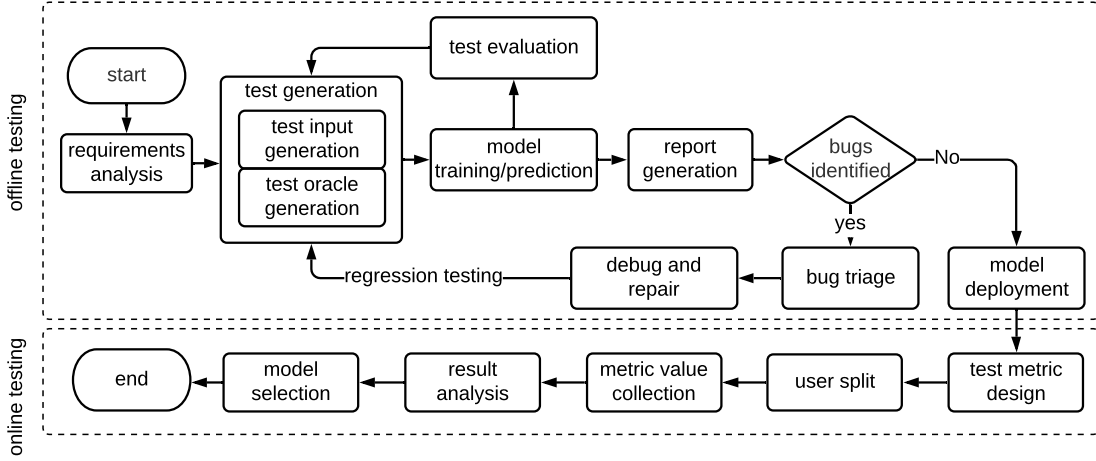 offline testing
start
requirements
analysis
test generation
test input
generation
test oracle
generation
test evaluation
model
training/prediction
report
generation
bugs
identified
No
yes
regression testing
debug and
repair
bug triage
model
deployment
online testing
end
model
selection
result
analysis
metric value
collection
user split
test metric
design